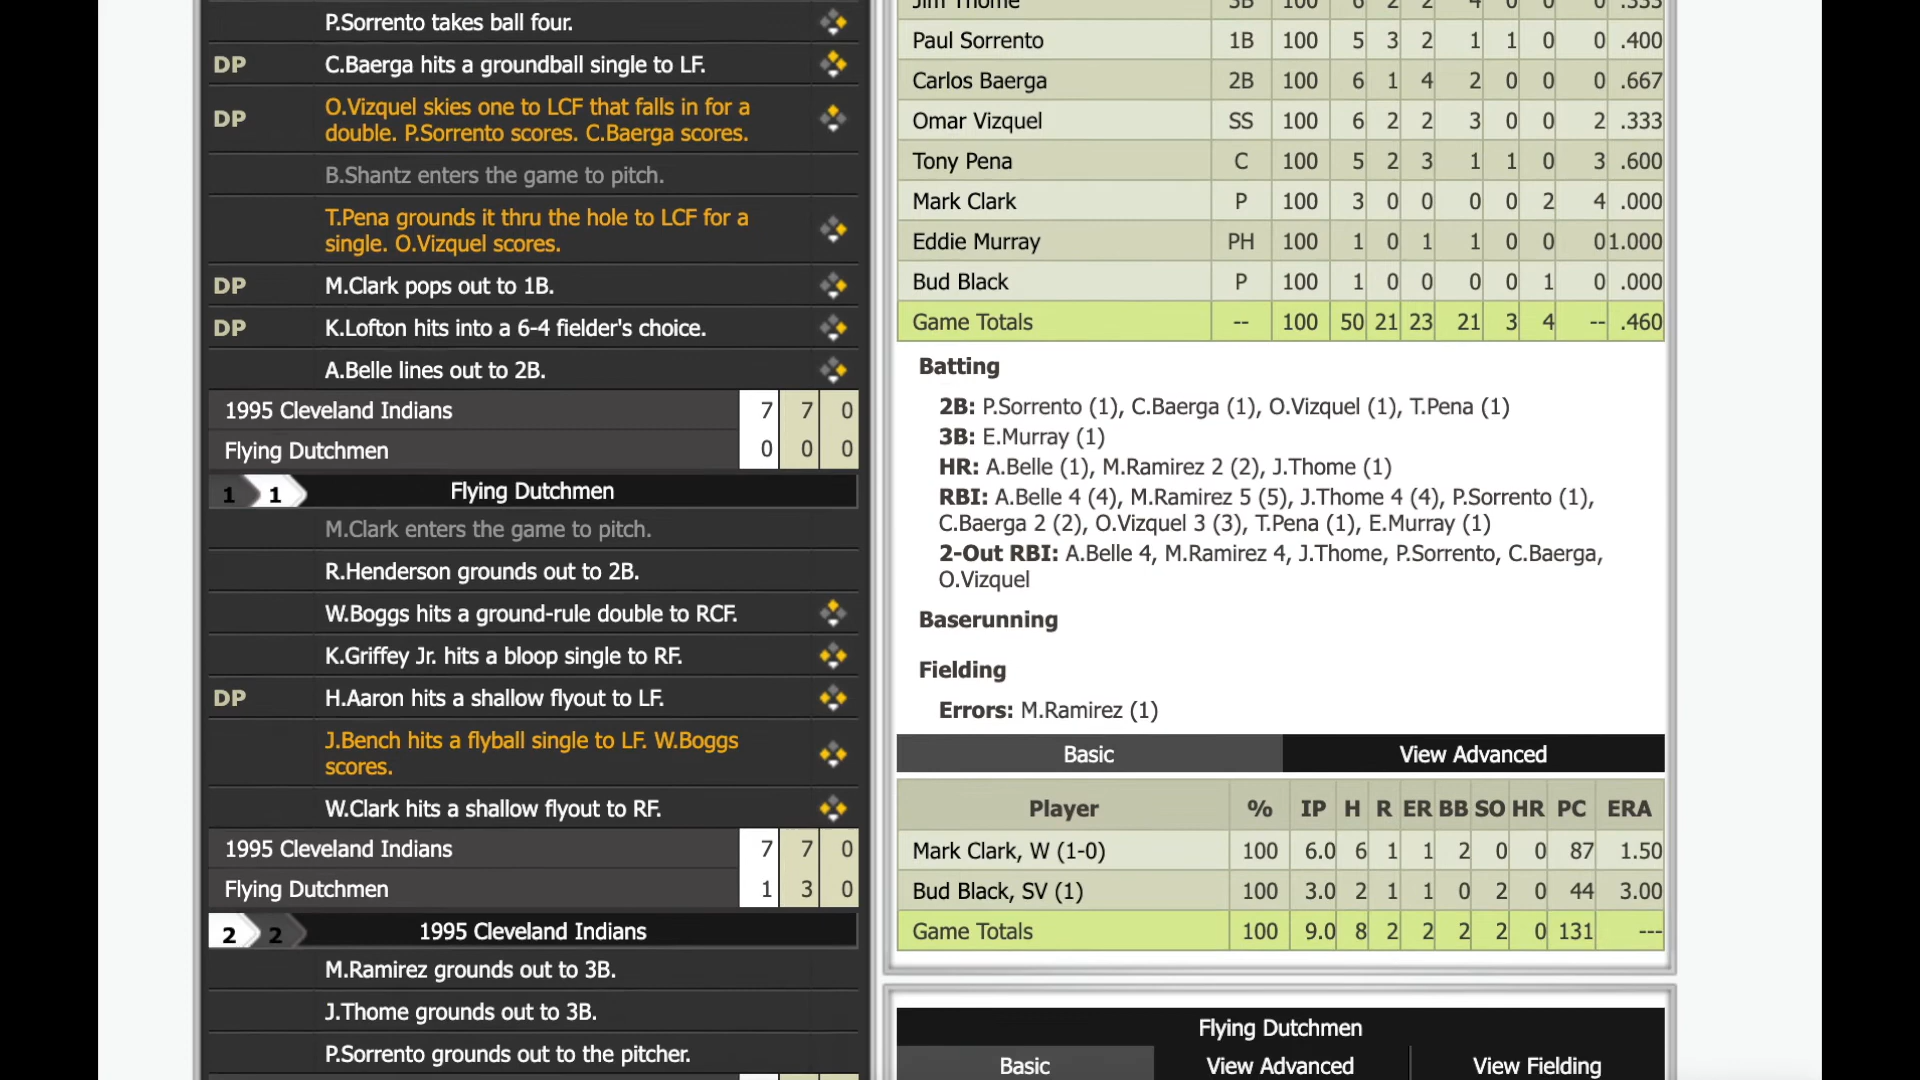 P.Sorrento takes ball four.
DP C.Baerga hits a groundball single to LF.
DP O.Vizquel skies one to LCF that falls in for a
double. P.Sorrento scores. C.Baerga scores.
B.Shantz enters the game to pitch.
T.Pena grounds it thru the hole to LCF for a
single. O.Vizquel scores.
DP M.Clark pops out to 1B.
DP K.Lofton hits into a 6-4 fielder's choice.
A.Belle lines out to 2B.
1995 Cleveland Indians 7 7 0
Flying Dutchmen 0 0 0
1 1 Flying Dutchmen
M.Clark enters the game to pitch.
R.Henderson grounds out to 2B.
W.Boggs hits a ground-rule double to RCF.
K.Griffey Jr. hits a bloop single to RF.
DP H.Aaron hits a shallow flyout to LF.
J.Bench hits a flyball single to LF. W.Boggs
scores.
W.Clark hits a shallow flyout to RF.
1995 Cleveland Indians 7 7 0
Flying Dutchmen 1 3 0
2 2 1995 Cleveland Indians
M.Ramirez grounds out to 3B.
J.Thome grounds out to 3B.
P.Sorrento grounds out to the pitcher.
Jim Thome 3B 100 6 2 2 4 0 0 0 .333
Paul Sorrento 1B 100 5 3 2 1 1 0 0 .400
Carlos Baerga 2B 100 6 1 4 2 0 0 0 .667
Omar Vizquel SS 100 6 2 2 3 0 0 2 .333
Tony Pena C 100 5 2 3 1 1 0 3 .600
Mark Clark P 100 3 0 0 0 0 2 4 .000
Eddie Murray PH 100 1 0 1 1 0 0 0 1.000
Bud Black P 100 1 0 0 0 0 1 0 .000
Game Totals -- 100 50 21 23 21 3 4 -- .460
Batting
2B: P.Sorrento (1), C.Baerga (1), O.Vizquel (1), T.Pena (1)
3B: E.Murray (1)
HR: A.Belle (1), M.Ramirez 2 (2), J.Thome (1)
RBI: A.Belle 4 (4), M.Ramirez 5 (5), J.Thome 4 (4), P.Sorrento (1),
C.Baerga 2 (2), O.Vizquel 3 (3), T.Pena (1), E.Murray (1)
2-Out RBI: A.Belle 4, M.Ramirez 4, J.Thome, P.Sorrento, C.Baerga,
O.Vizquel
Baserunning
Fielding
Errors: M.Ramirez (1)
Basic View Advanced
Player % IP H R ER BB SO HR PC ERA
Mark Clark, W (1-0) 100 6.0 6 1 1 2 0 0 87 1.50
Bud Black, SV (1) 100 3.0 2 1 1 0 2 0 44 3.00
Game Totals 100 9.0 8 2 2 2 2 0 131 ---
Flying Dutchmen
Basic View Advanced View Fielding